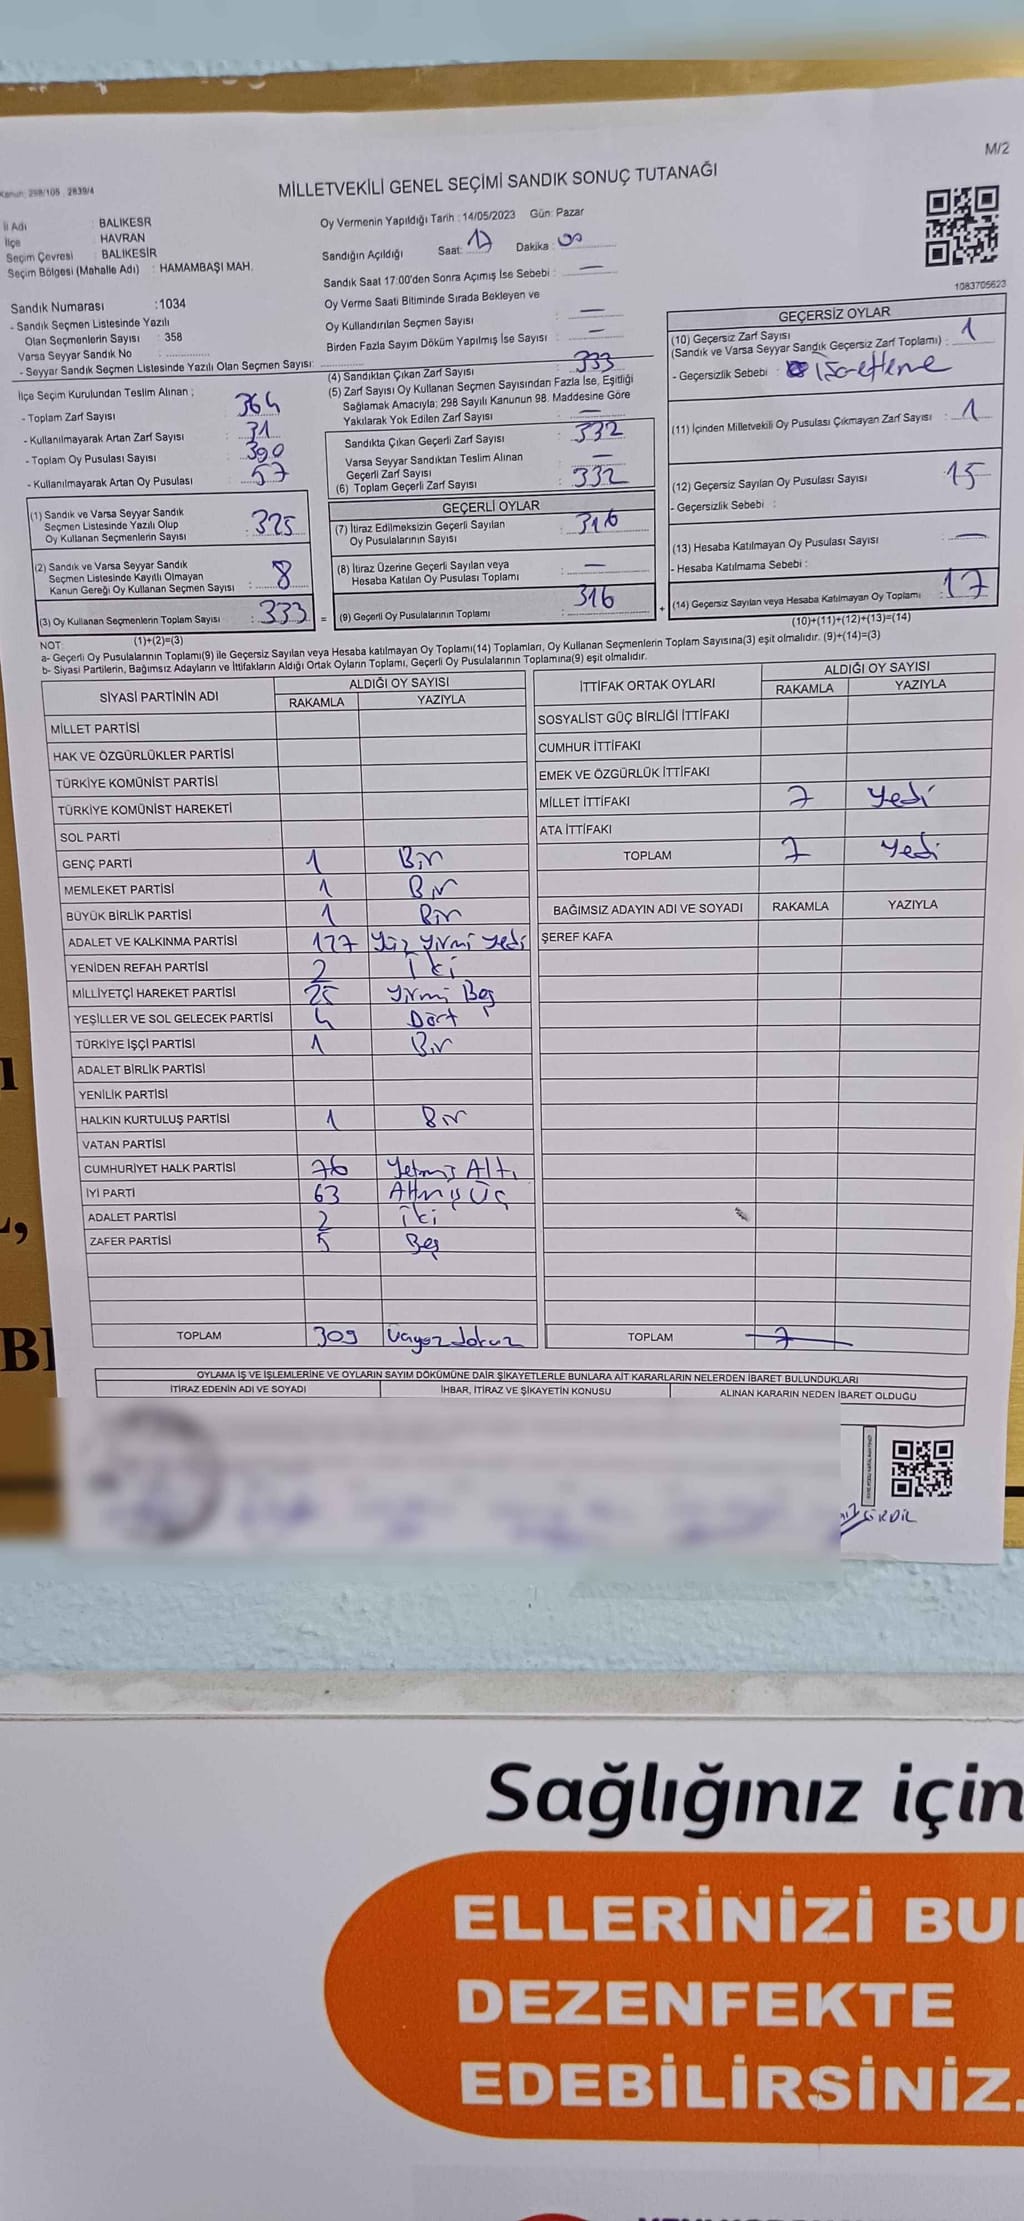 M/2
Kanun: 298/105 , 2839/4
MİLLETVEKİLİ GENEL SEÇİMİ SANDIK SONUÇ TUTANAĞI
İl Adı : BALIKESR
İlçe : HAVRAN
Seçim Çevresi : BALIKESİR
Seçim Bölgesi (Mahalle Adı) : HAMAMBAŞI MAH.
Sandık Numarası :1034
- Sandık Seçmen Listesinde Yazılı
Olan Seçmenlerin Sayısı : 358
Varsa Seyyar Sandık No :
- Seyyar Sandık Seçmen Listesinde Yazılı Olan Seçmen Sayısı:
Oy Vermenin Yapıldığı Tarih : 14/05/2023 Gün: Pazar
Sandığın Açıldığı Saat: 17 Dakika : 00
Sandık Saat 17:00'den Sonra Açımış İse Sebebi : —
Oy Verme Saati Bitiminde Sırada Bekleyen ve
Oy Kullandırılan Seçmen Sayısı : —
Birden Fazla Sayım Döküm Yapılmış İse Sayısı : —
1083705623
İlçe Seçim Kurulundan Teslim Alınan ;
- Toplam Zarf Sayısı : 364
- Kullanılmayarak Artan Zarf Sayısı : 31
- Toplam Oy Pusulası Sayısı : 390
- Kullanılmayarak Artan Oy Pusulası : 57
(1) Sandık ve Varsa Seyyar Sandık
Seçmen Listesinde Yazılı Olup
Oy Kullanan Seçmenlerin Sayısı : 325
(2) Sandık ve Varsa Seyyar Sandık
Seçmen Listesinde Kayıtlı Olmayan
Kanun Gereği Oy Kullanan Seçmen Sayısı : 8
(3) Oy Kullanan Seçmenlerin Toplam Sayısı : 333
(1)+(2)=(3)
(4) Sandıktan Çıkan Zarf Sayısı : 333
(5) Zarf Sayısı Oy Kullanan Seçmen Sayısından Fazla İse, Eşitliği
Sağlamak Amacıyla; 298 Sayılı Kanunun 98. Maddesine Göre
Yakılarak Yok Edilen Zarf Sayısı : —
Sandıkta Çıkan Geçerli Zarf Sayısı : 332
Varsa Seyyar Sandıktan Teslim Alınan
Geçerli Zarf Sayısı : —
(6) Toplam Geçerli Zarf Sayısı : 332
GEÇERLİ OYLAR
(7) İtiraz Edilmeksizin Geçerli Sayılan
Oy Pusulalarının Sayısı : 316
(8) İtiraz Üzerine Geçerli Sayılan veya
Hesaba Katılan Oy Pusulası Toplamı : —
= (9) Geçerli Oy Pusulalarının Toplamı : 316
GEÇERSİZ OYLAR
(10) Geçersiz Zarf Sayısı
(Sandık ve Varsa Seyyar Sandık Geçersiz Zarf Toplamı) : 1
- Geçersizlik Sebebi : İşaretleme
(11) İçinden Milletvekili Oy Pusulası Çıkmayan Zarf Sayısı : 1
(12) Geçersiz Sayılan Oy Pusulası Sayısı : 15
- Geçersizlik Sebebi :
(13) Hesaba Katılmayan Oy Pusulası Sayısı : —
- Hesaba Katılmama Sebebi :
+ (14) Geçersiz Sayılan veya Hesaba Katılmayan Oy Toplamı : 17
(10)+(11)+(12)+(13)=(14)
NOT:
a- Geçerli Oy Pusulalarının Toplamı(9) ile Geçersiz Sayılan veya Hesaba katılmayan Oy Toplamı(14) Toplamları, Oy Kullanan Seçmenlerin Toplam Sayısına(3) eşit olmalıdır. (9)+(14)=(3)
b- Siyasi Partilerin, Bağımsız Adayların ve İttifakların Aldığı Ortak Oyların Toplamı, Geçerli Oy Pusulalarının Toplamına(9) eşit olmalıdır.
SİYASİ PARTİNİN ADI ALDIĞI OY SAYISI
RAKAMLA YAZIYLA
MİLLET PARTİSİ
HAK VE ÖZGÜRLÜKLER PARTİSİ
TÜRKİYE KOMÜNİST PARTİSİ
TÜRKİYE KOMÜNİST HAREKETİ
SOL PARTİ
GENÇ PARTİ 1 Bir
MEMLEKET PARTİSİ 1 Bir
BÜYÜK BİRLİK PARTİSİ 1 Bir
ADALET VE KALKINMA PARTİSİ 127 Yüz Yirmi Yedi
YENİDEN REFAH PARTİSİ 2 İki
MİLLİYETÇİ HAREKET PARTİSİ 25 Yirmi Beş
YEŞİLLER VE SOL GELECEK PARTİSİ 4 Dört
TÜRKİYE İŞÇİ PARTİSİ 1 Bir
ADALET BİRLİK PARTİSİ
YENİLİK PARTİSİ
HALKIN KURTULUŞ PARTİSİ 1 Bir
VATAN PARTİSİ
CUMHURİYET HALK PARTİSİ 76 Yetmiş Altı
İYİ PARTİ 63 Altmış Üç
ADALET PARTİSİ 2 İki
ZAFER PARTİSİ 5 Beş
TOPLAM 309 Üçyüz dokuz
İTTİFAK ORTAK OYLARI ALDIĞI OY SAYISI
RAKAMLA YAZIYLA
SOSYALİST GÜÇ BİRLİĞİ İTTİFAKI
CUMHUR İTTİFAKI
EMEK VE ÖZGÜRLÜK İTTİFAKI
MİLLET İTTİFAKI 7 Yedi
ATA İTTİFAKI
TOPLAM 7 Yedi
BAĞIMSIZ ADAYIN ADI VE SOYADI RAKAMLA YAZIYLA
ŞEREF KAFA
TOPLAM 7
OYLAMA İŞ VE İŞLEMLERİNE VE OYLARIN SAYIM DÖKÜMÜNE DAİR ŞİKAYETLERLE BUNLARA AİT KARARLARIN NELERDEN İBARET BULUNDUKLARI
İTİRAZ EDENİN ADI VE SOYADI İHBAR, İTİRAZ VE ŞİKAYETİN KONUSU ALINAN KARARIN NEDEN İBARET OLDUĞU
Sağlığınız için
ELLERİNİZİ BU
DEZENFEKTE
EDEBİLİRSİNİZ.